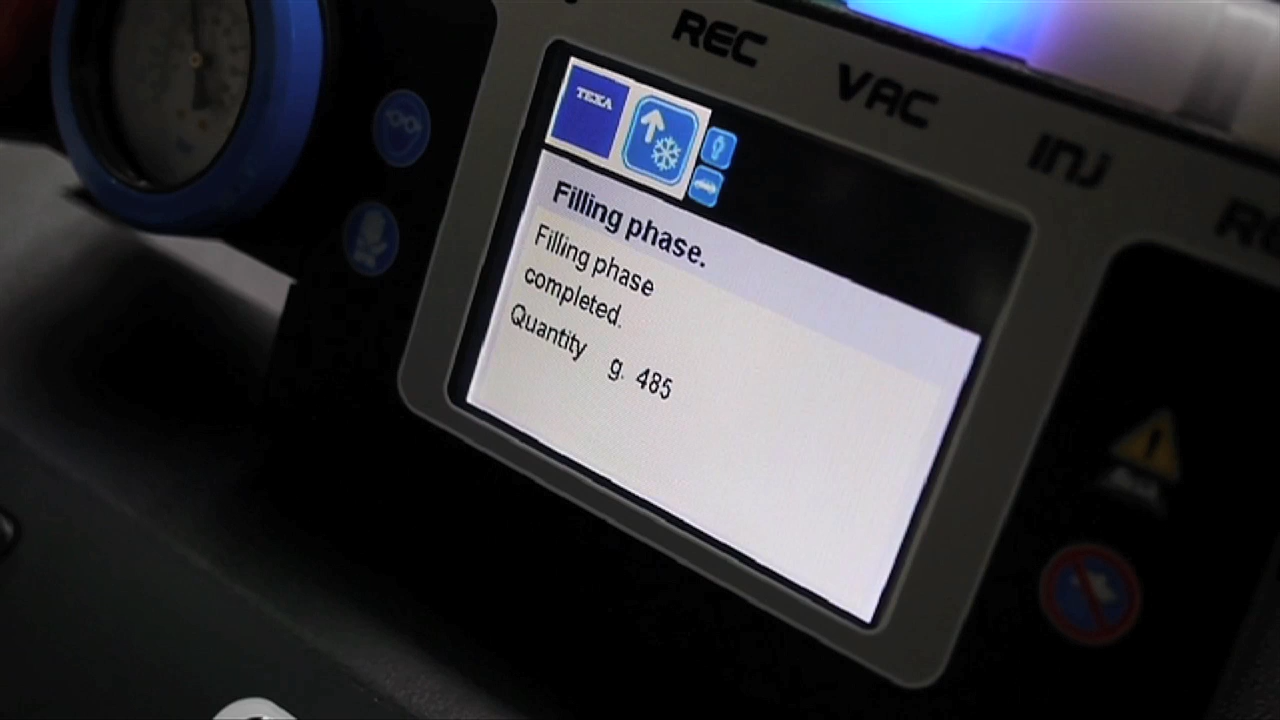 REC
VAC
INJ
TEXA
Filling phase.
Filling phase
completed.
Quantity g. 485